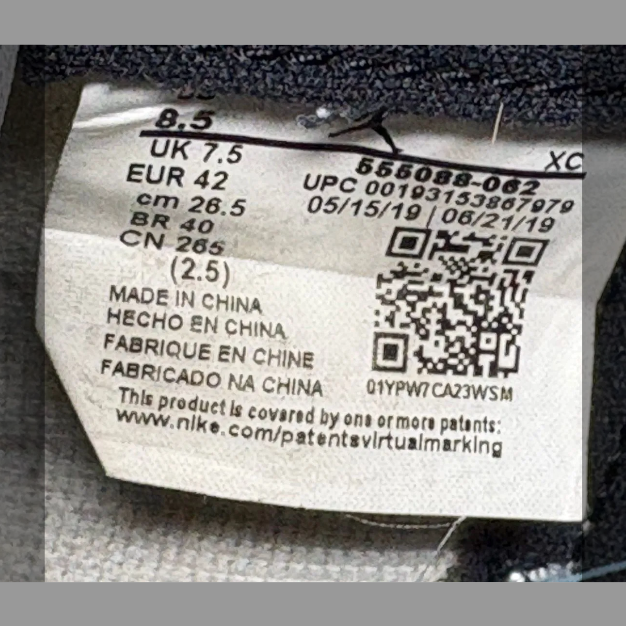 8.5
XC
UK 7.5
555088-062
EUR 42
UPC 00193153867979
cm 26.5
05/15/19 | 06/21/19
BR 40
CN 265
(2.5)
MADE IN CHINA
HECHO EN CHINA
FABRIQUE EN CHINE
FABRICADO NA CHINA
01YPW7CA23WSM
This product is covered by one or more patents:
www.nike.com/patentsvirtualmarking